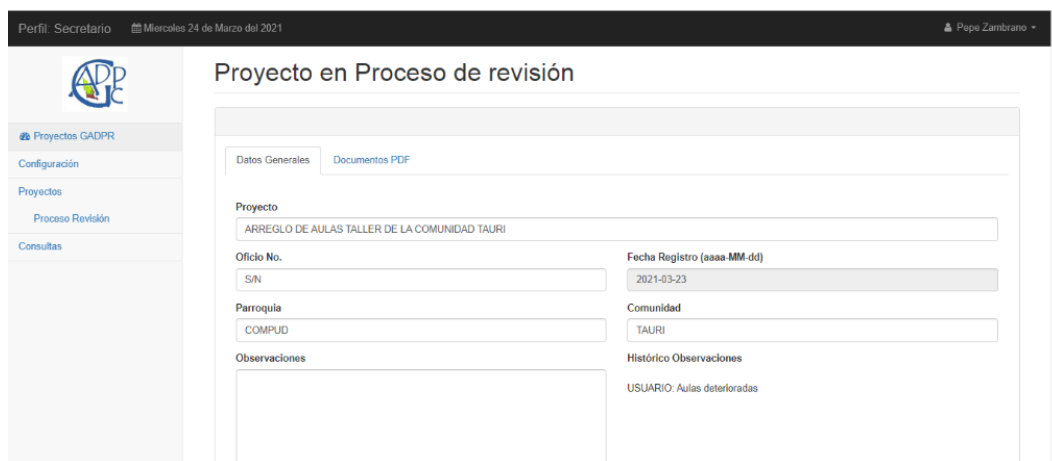 Perfil: Secretario Miercoles 24 de Marzo del 2021 Pepe Zambrano
Proyecto en Proceso de revisión
Proyectos GADPR
Configuración
Proyectos
Proceso Revisión
Consultas
Datos Generales Documentos PDF
Proyecto
ARREGLO DE AULAS TALLER DE LA COMUNIDAD TAURI
Oficio No. Fecha Registro (aaaa-MM-dd)
S/N 2021-03-23
Parroquia Comunidad
COMPUD TAURI
Observaciones Histórico Observaciones
USUARIO: Aulas deterioradas